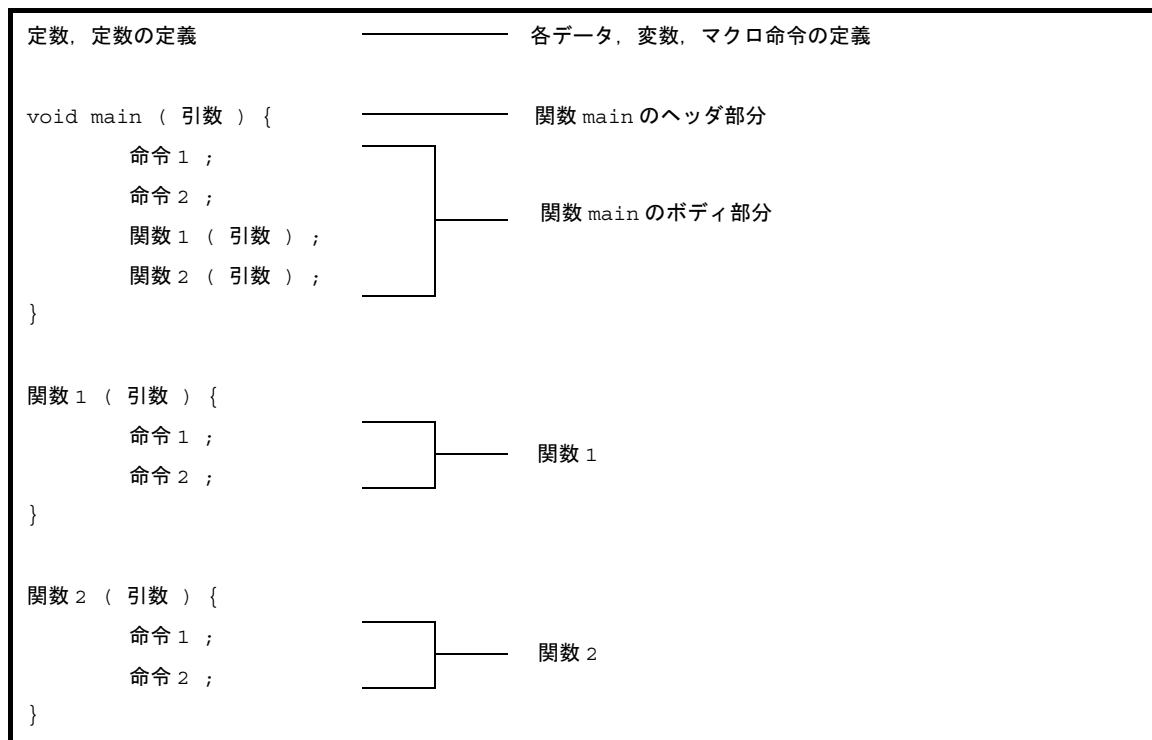 定数，定数の定義 各データ，変数，マクロ命令の定義
void main ( 引数 ) { 関数 main のヘッダ部分
命令 1 ;
命令 2 ;
関数 main のボディ部分
関数 1 ( 引数 ) ;
関数 2 ( 引数 ) ;
}
関数 1 ( 引数 ) {
命令 1 ;
関数 1
命令 2 ;
}
関数 2 ( 引数 ) {
命令 1 ;
関数 2
命令 2 ;
}